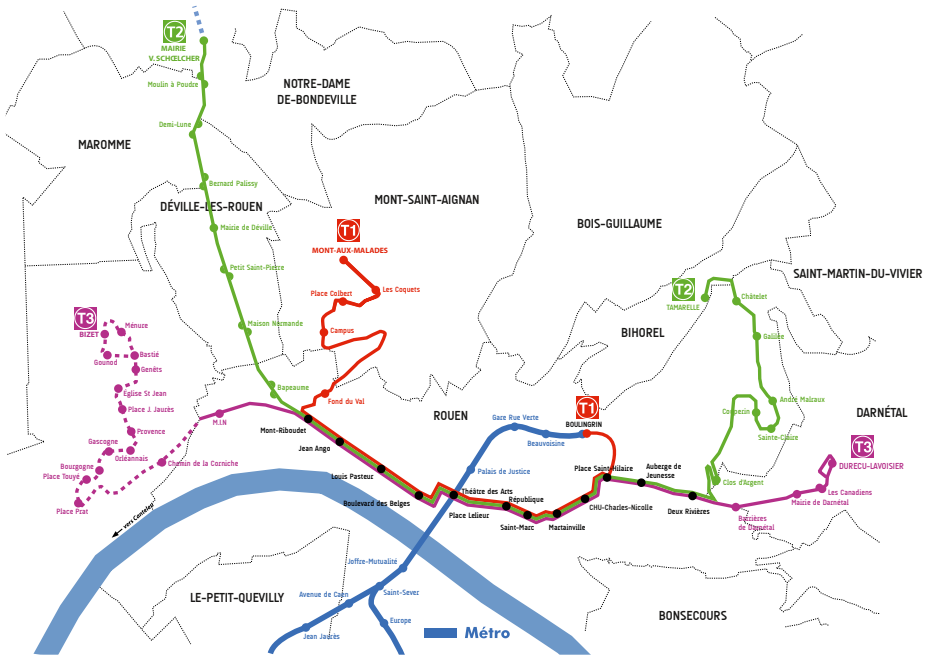 T2
MAIRIE
V. SCHŒLCHER
Moulin à Poudre
NOTRE-DAME
DE-BONDEVILLE
Demi-Lune
MAROMME
Bernard Palissy
DÉVILLE-LES-ROUEN
MONT-SAINT-AIGNAN
Mairie de Déville
BOIS-GUILLAUME
T1
MONT-AUX-MALADES
Petit Saint-Pierre
SAINT-MARTIN-DU-VIVIER
Place Colbert
Les Coquets
T2
TAMARELLE
Châtelet
T3
BIZET
Ménuce
Maison Normande
Campus
BIHOREL
Galilée
Gounod
Bastié
Genêts
Église St Jean
Bapeaume
Fond du Val
Place J. Jaurès
M.I.N
Mont-Riboudet
ROUEN
Gare Rue Verte
T1
BOULINGRIN
Beauvoisine
André Malraux
Couperin
DARNÉTAL
Provence
Sainte-Claire
Gascogne
Orléannais
Jean Ango
T3
DURECU-LAVOISIER
Bourgogne
Chemin de la Corniche
Place Touyé
Louis Pasteur
Palais de Justice
Place Saint-Hilaire
Auberge de
Jeunesse
Clos d'Argent
Place Prat
Boulevard des Belges
Théâtre des Arts
République
CHU-Charles-Nicolle
Les Canadiens
Mairie de Darnétal
Place Lelieur
Saint-Marc
Martainville
Deux Rivières
Barrières
de Darnétal
vers Canteleu
Joffre-Mutualité
LE-PETIT-QUEVILLY
Avenue de Caen
Saint-Sever
BONSECOURS
Europe
Jean Jaurès
Métro